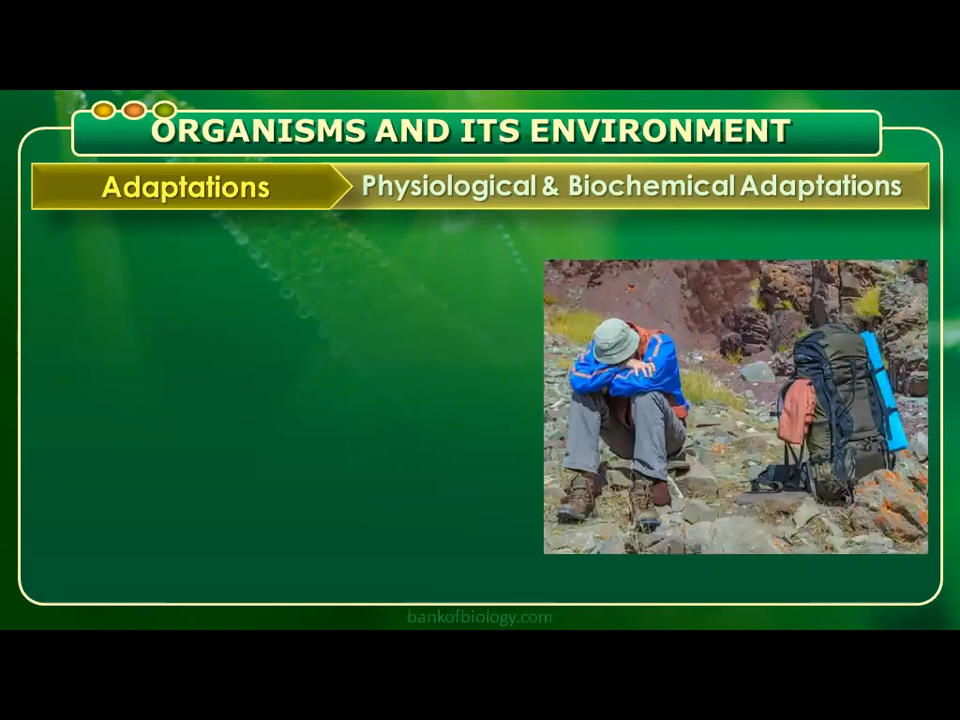 ORGANISMS AND ITS ENVIRONMENT
Adaptations
Physiological & Biochemical Adaptations
bankofbiology.com